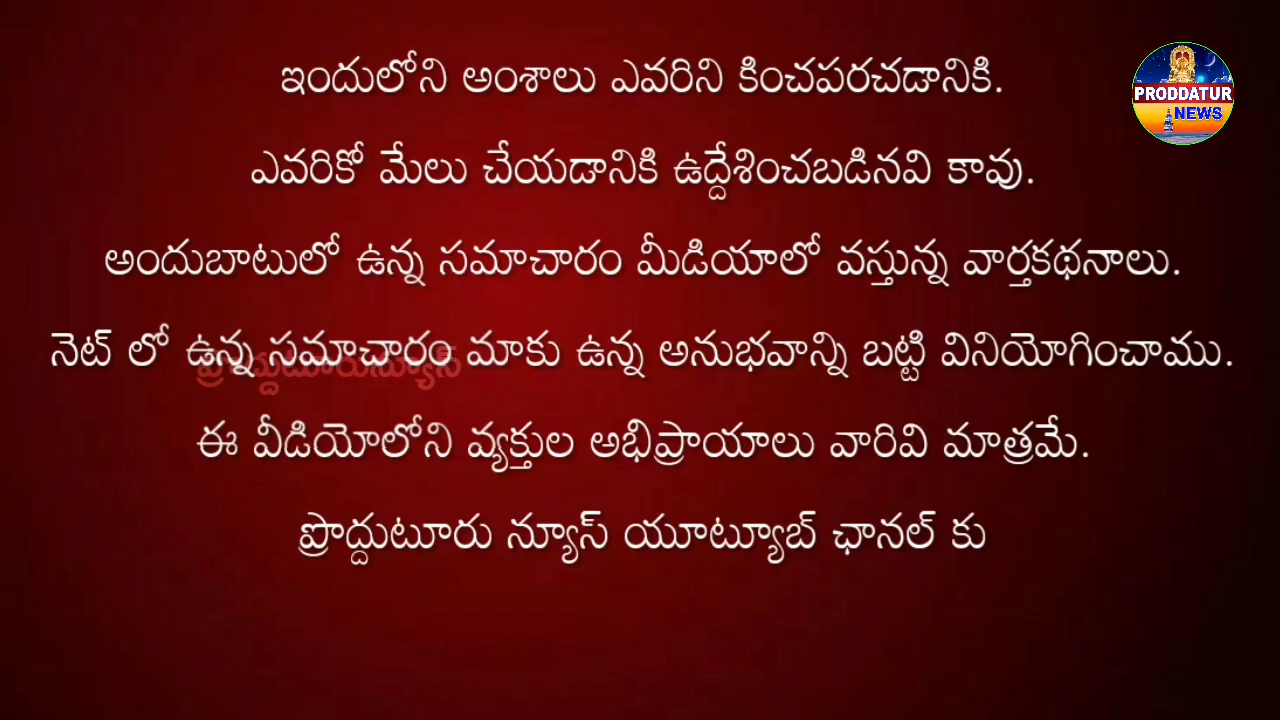 ఇందులోని అంశాలు ఎవరిని కించపరచడానికి.
PRODDATUR
NEWS
ఎవరికో మేలు చేయడానికి ఉద్దేశించబడినవి కావు.
అందుబాటులో ఉన్న సమాచారం మీడియాలో వస్తున్న వార్తకథనాలు.
నెట్ లో ఉన్న సమాచారం మాకు ఉన్న అనుభవాన్ని బట్టి వినియోగించాము.
ప్రొద్దుటూరున్యూస్
ఈ వీడియోలోని వ్యక్తుల అభిప్రాయాలు వారివి మాత్రమే.
ప్రొద్దుటూరు న్యూస్ యూట్యూబ్ ఛానల్ కు